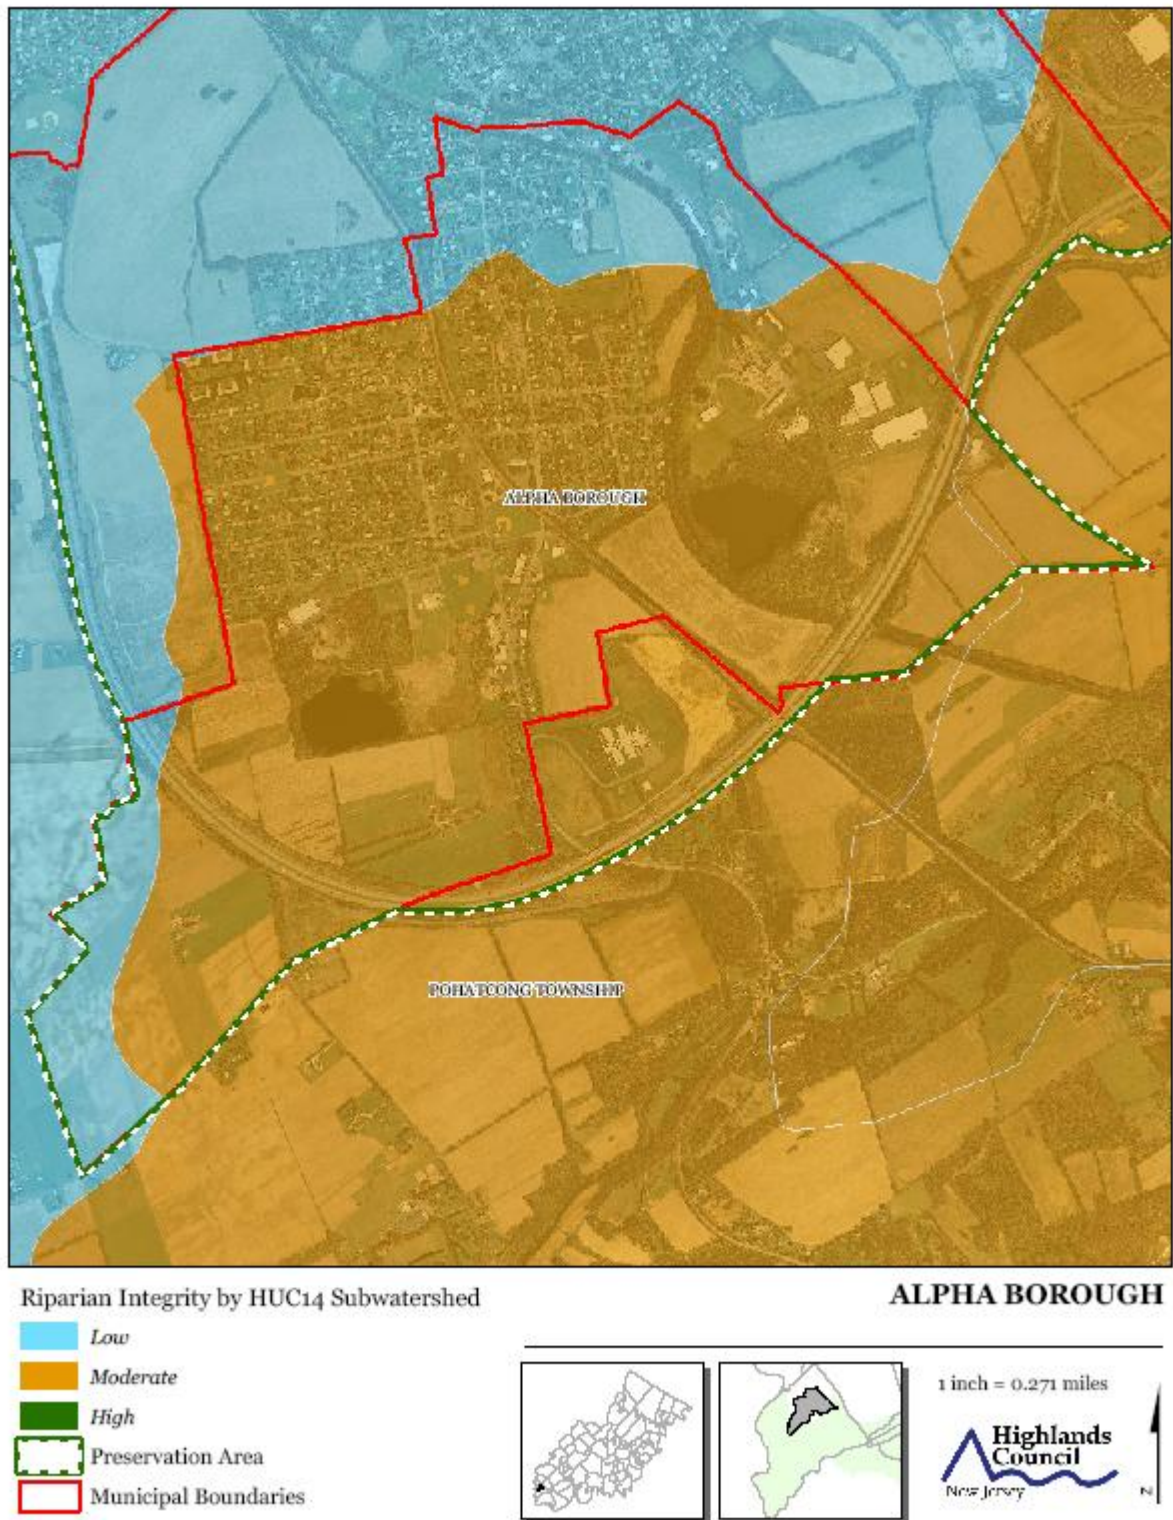 ALPHA BOROUGH
POHATCONG TOWNSHIP
Riparian Integrity by HUC14 Subwatershed
Low
Moderate
High
Preservation Area
Municipal Boundaries
ALPHA BOROUGH
1 inch = 0.271 miles
Highlands
Council
New Jersey
N